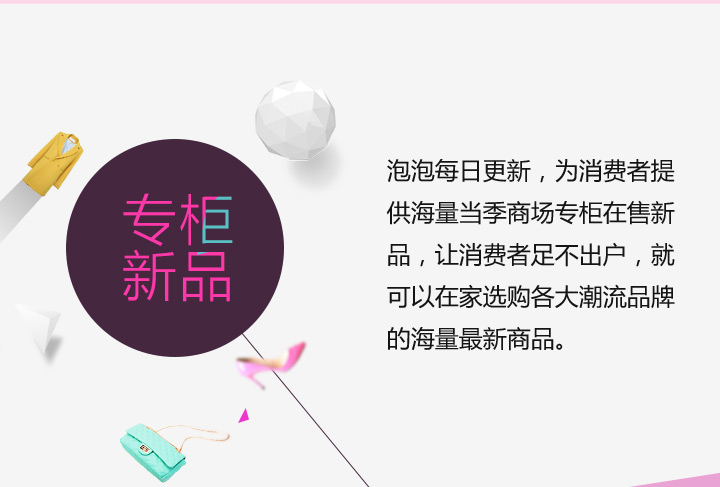 专柜
新品
泡泡每日更新，为消费者提
供海量当季商场专柜在售新
品，让消费者足不出户，就
可以在家选购各大潮流品牌
的海量最新商品。